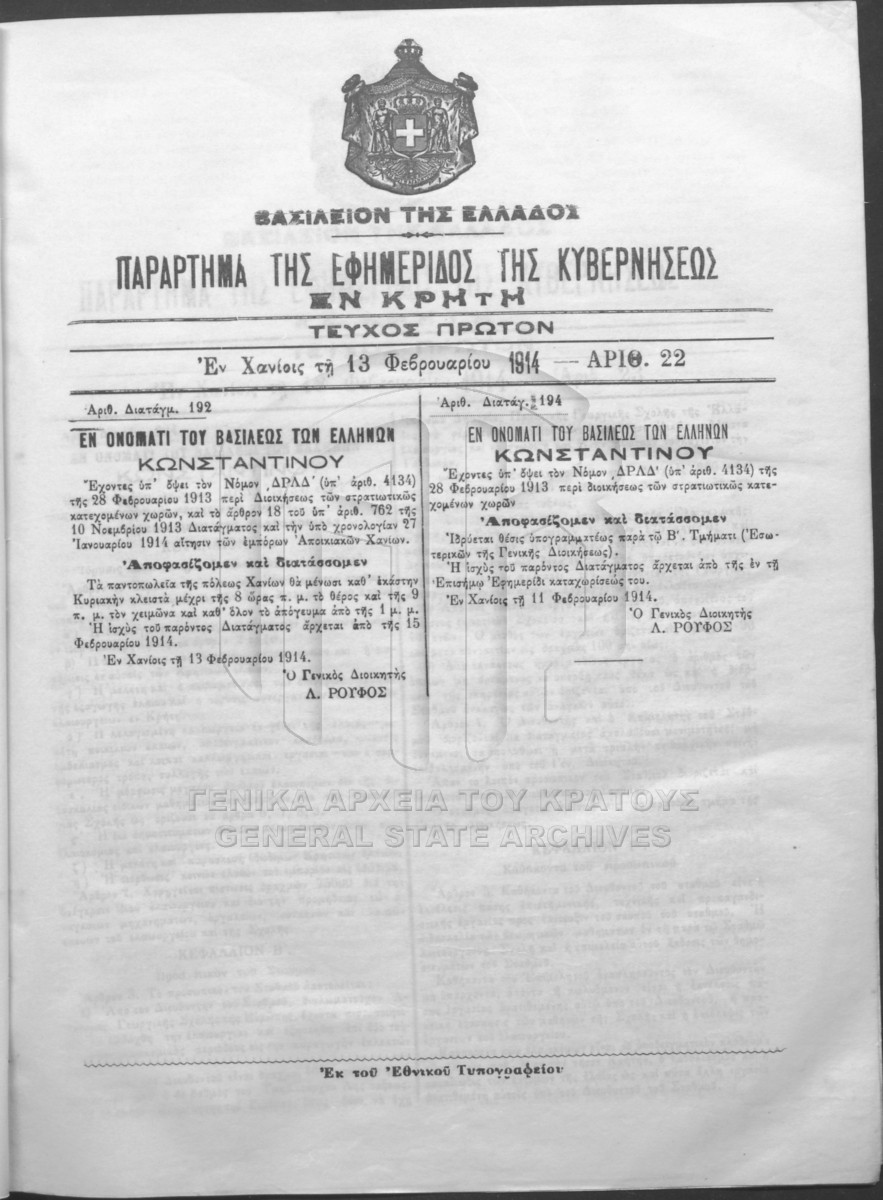 ΒΑΣΙΛΕΙΟΝ ΤΗΣ ΕΛΛΑΔΟΣ
ΠΑΡΑΡΤΗΜΑ ΤΗΣ ΕΦΗΜΕΡΙΔΟΣ ΤΗΣ ΚΥΒΕΡΝΗΣΕΩΣ
ΕΝ ΚΡΗΤΗ
ΤΕΥΧΟΣ ΠΡΩΤΟΝ
Ἐν Χανίοις τῇ 13 Φεβρουαρίου 1914 — ΑΡΙΘ. 22
Ἀριθ. Διατάγμ. 192
ΕΝ ΟΝΟΜΑΤΙ ΤΟΥ ΒΑΣΙΛΕΩΣ ΤΩΝ ΕΛΛΗΝΩΝ
ΚΩΝΣΤΑΝΤΙΝΟΥ
Ἔχοντες ὑπ' ὄψει τὸν Νόμον ͵ΔΡΛΔ' (ὑπ' ἀριθ. 4134)
τῆς 28 Φεβρουαρίου 1913 περὶ Διοικήσεως τῶν στρατιωτικῶς
κατεχομένων χωρῶν, καὶ τὸ ἄρθρον 18 τοῦ ὑπ' ἀριθ. 762 τῆς
10 Νοεμβρίου 1913 Διατάγματος καὶ τὴν ὑπὸ χρονολογίαν 27
Ἰανουαρίου 1914 αἴτησιν τῶν ἐμπόρων Ἀποικιακῶν Χανίων.
Ἀποφασίζομεν καὶ διατάσσομεν
Τὰ παντοπωλεῖα τῆς πόλεως Χανίων θὰ μένωσι καθ' ἑκάστην
Κυριακὴν κλειστὰ μέχρι τῆς 8 ὥρας π. μ. τὸ θέρος καὶ τῆς 9
π. μ. τὸν χειμῶνα καὶ καθ' ὅλον τὸ ἀπόγευμα ἀπὸ τῆς 1 μ. μ.
Ἡ ἰσχὺς τοῦ παρόντος Διατάγματος ἄρχεται ἀπὸ τῆς 15
Φεβρουαρίου 1914.
Ἐν Χανίοις τῇ 13 Φεβρουαρίου 1914.
Ὁ Γενικὸς Διοικητὴς
Λ. ΡΟΥΦΟΣ
Ἀριθ. Διατάγ. 194
ΕΝ ΟΝΟΜΑΤΙ ΤΟΥ ΒΑΣΙΛΕΩΣ ΤΩΝ ΕΛΛΗΝΩΝ
ΚΩΝΣΤΑΝΤΙΝΟΥ
Ἔχοντες ὑπ' ὄψει τὸν Νόμον ͵ΔΡΛΔ' (ὑπ' ἀριθ. 4134) τῆς
28 Φεβρουαρίου 1913 περὶ διοικήσεως τῶν στρατιωτικῶς κατε-
χομένων χωρῶν
Ἀποφασίζομεν καὶ διατάσσομεν
Ἱδρύεται θέσις ὑπογραμματέως παρὰ τῷ Β'. Τμήματι (Ἐσω-
τερικῶν τῆς Γενικῆς Διοικήσεως).
Ἡ ἰσχὺς τοῦ παρόντος Διατάγματος ἄρχεται ἀπὸ τῆς ἐν τῇ
Ἐπισήμῳ Ἐφημερίδι καταχωρίσεώς του.
Ἐν Χανίοις τῇ 11 Φεβρουαρίου 1914.
Ὁ Γενικὸς Διοικητὴς
Λ. ΡΟΥΦΟΣ
ΓΕΝΙΚΑ ΑΡΧΕΙΑ ΤΟΥ ΚΡΑΤΟΥΣ
GENERAL STATE ARCHIVES
Ἐκ τοῦ Ἐθνικοῦ Τυπογραφείου